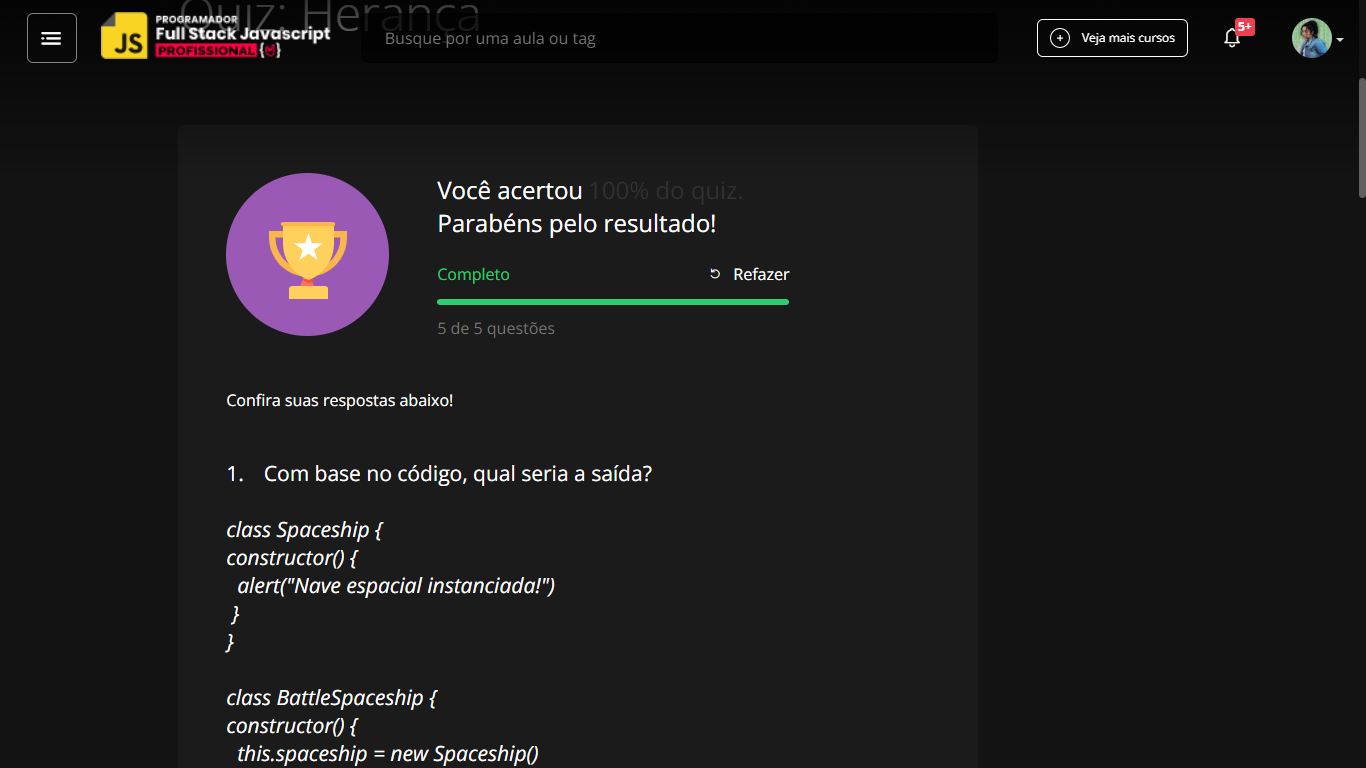 Quiz: Herança
PROGRAMADOR
JS
Full Stack Javascript
PROFISSIONAL
Busque por uma aula ou tag
Veja mais cursos
5+
Você acertou 100% do quiz.
Parabéns pelo resultado!
Completo
Refazer
5 de 5 questões
Confira suas respostas abaixo!
1. Com base no código, qual seria a saída?
class Spaceship {
constructor() {
alert("Nave espacial instanciada!")
}
}
class BattleSpaceship {
constructor() {
this.spaceship = new Spaceship()